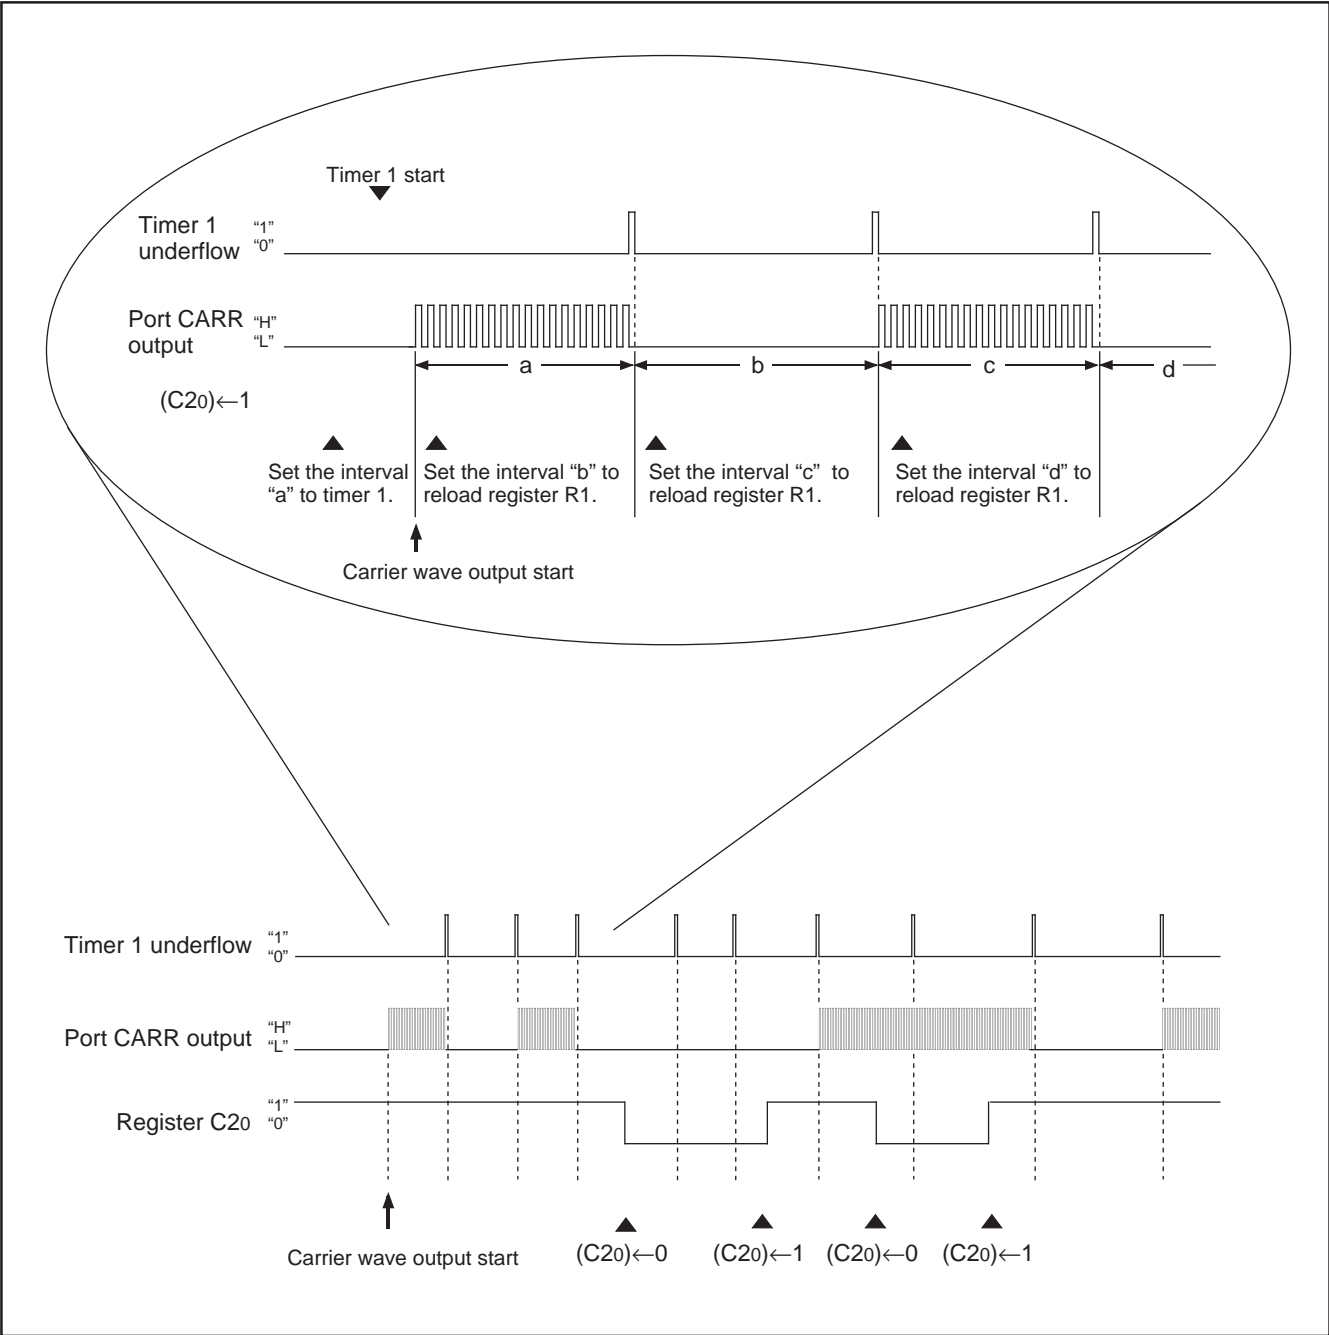 Timer 1 start
Timer 1 “1”
underflow “0”
Port CARR “H”
output “L”
a b c d
(C20)←1
Set the interval
“a” to timer 1.
Set the interval “b” to
reload register R1.
Set the interval “c” to
reload register R1.
Set the interval “d” to
reload register R1.
Carrier wave output start
Timer 1 underflow “1”
“0”
Port CARR output “H”
“L”
Register C20 “1”
“0”
Carrier wave output start
(C20)←0 (C20)←1 (C20)←0 (C20)←1